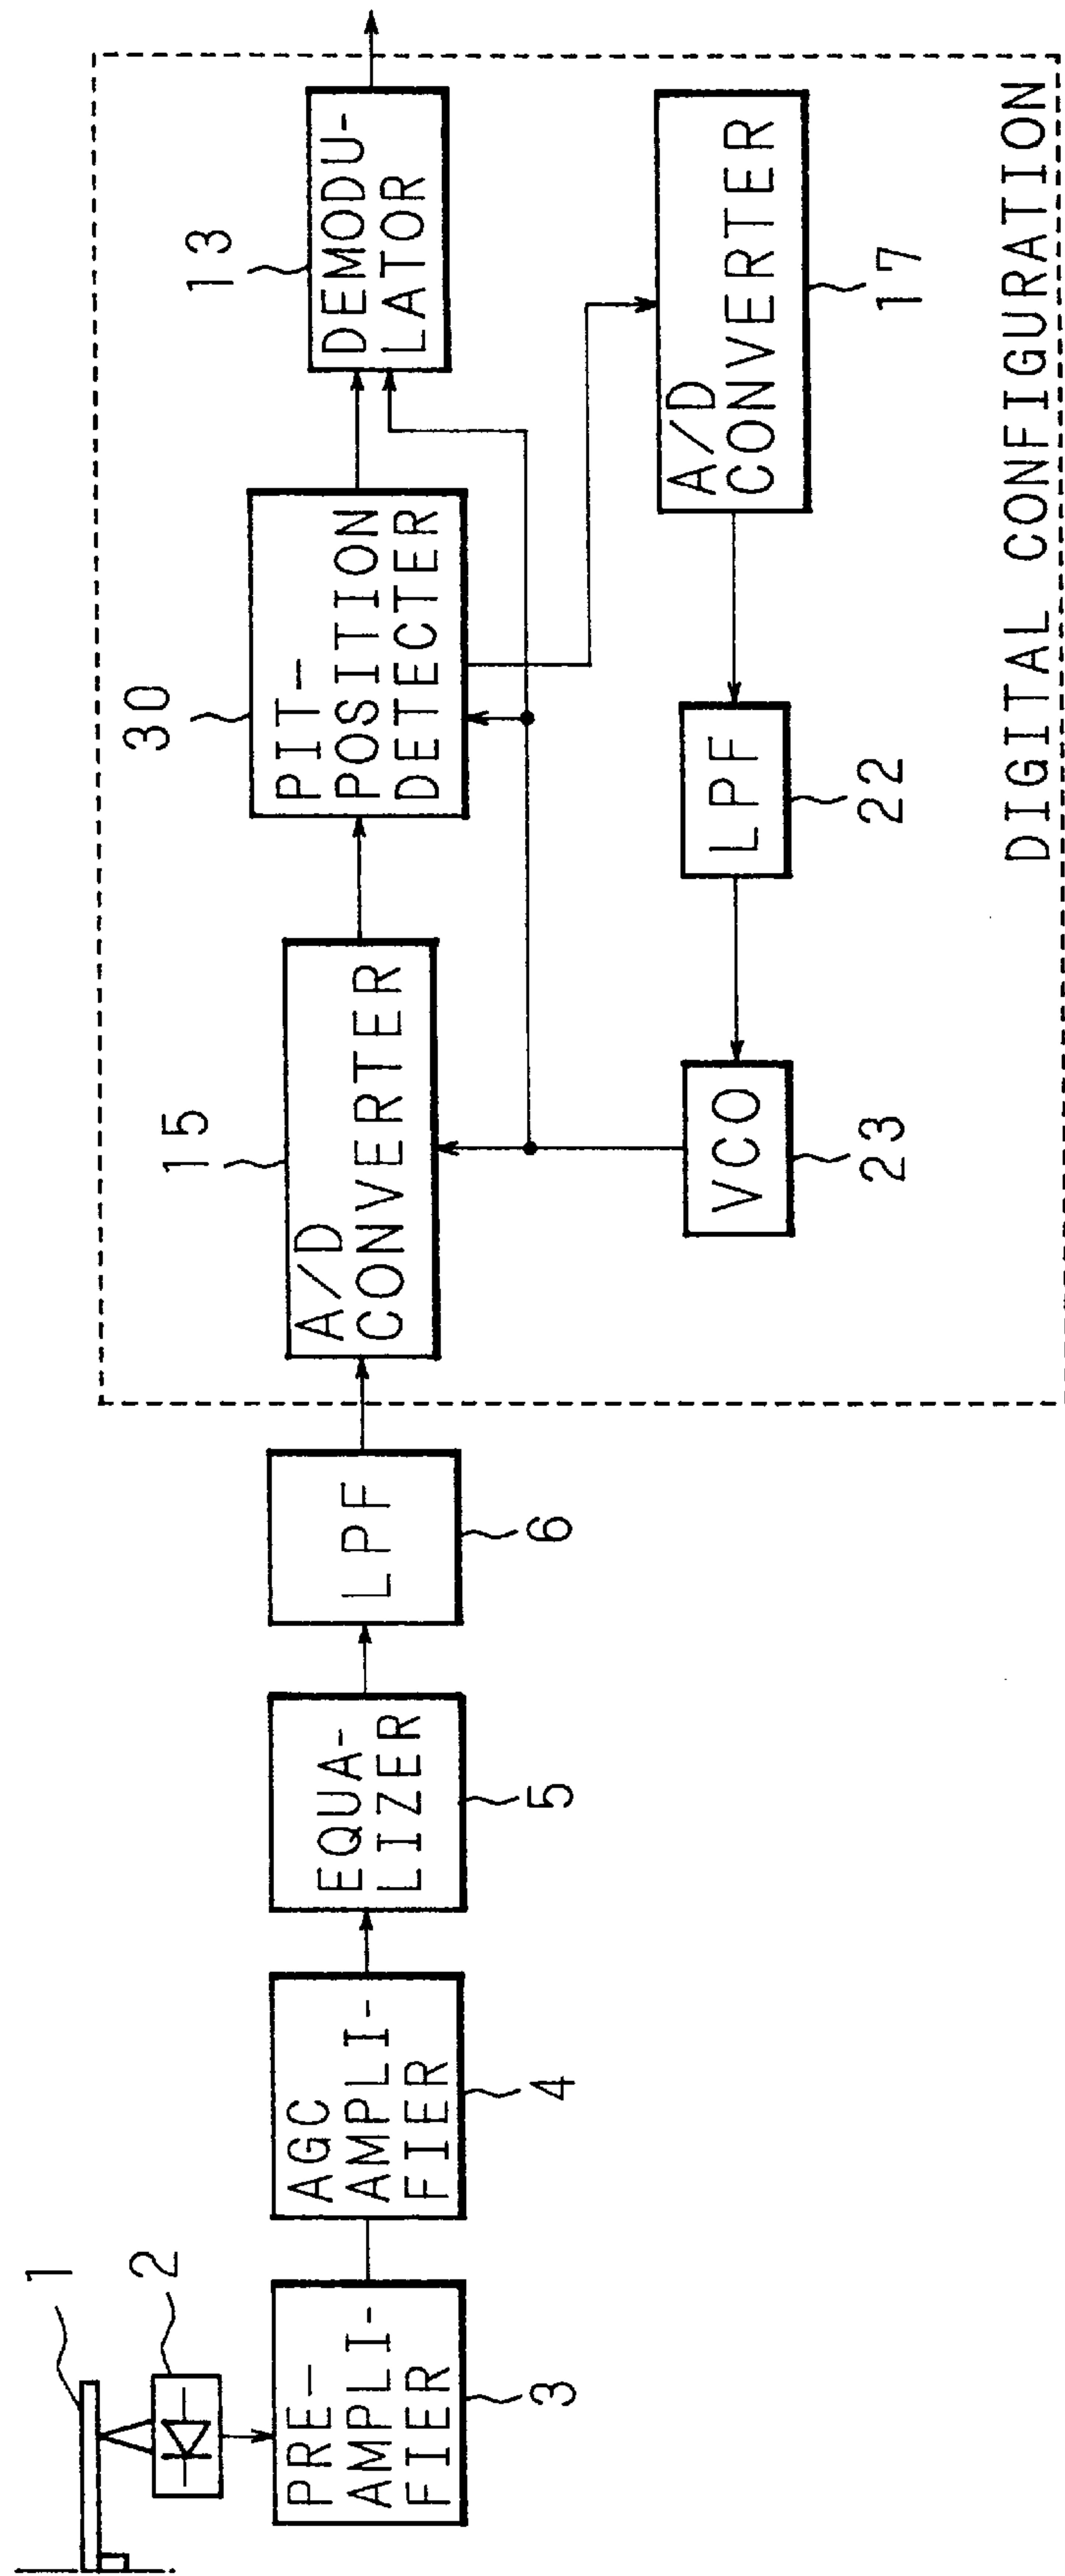 1
2
PRE-
AMPLI-
FIER
3
AGC
AMPLI-
FIER
4
EQUA-
LIZER
5
LPF
6
15
A/D
CONVERTER
30
PIT-
POSITION
DETECTER
13
DEMODU-
LATOR
VCO
23
LPF
22
A/D
CONVERTER
17
DIGITAL CONFIGURATION